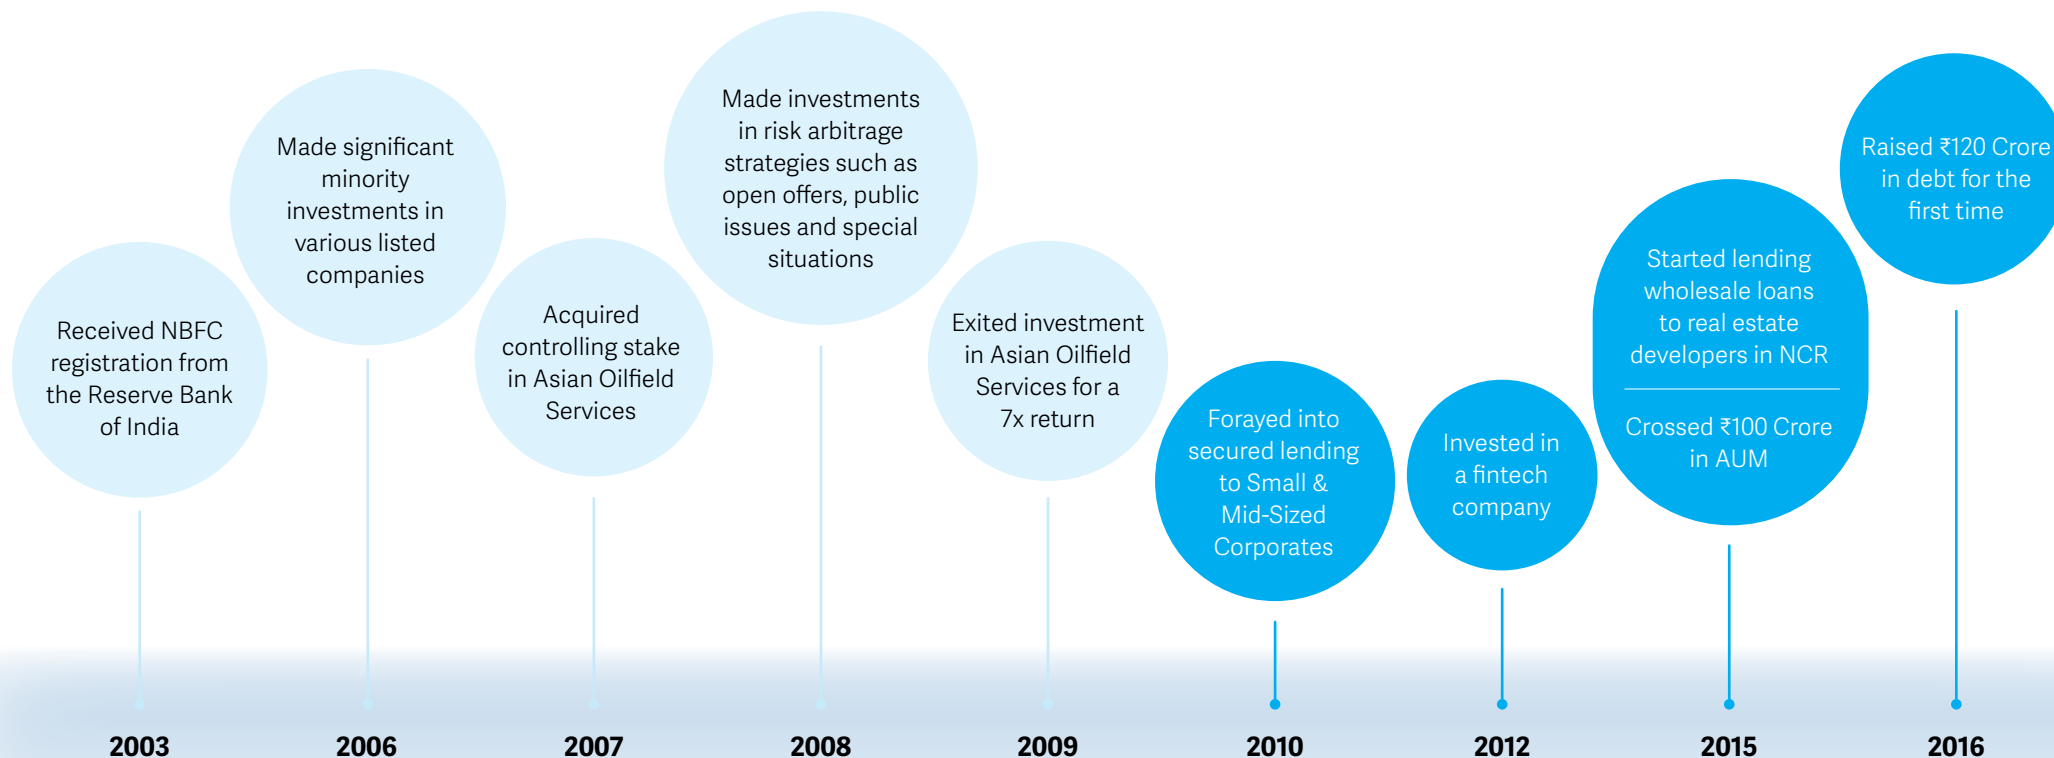 Received NBFC
registration from
the Reserve Bank
of India
2003
Made significant
minority
investments in
various listed
companies
2006
Acquired
controlling stake
in Asian Oilfield
Services
2007
Made investments
in risk arbitrage
strategies such as
open offers, public
issues and special
situations
2008
Exited investment
in Asian Oilfield
Services for a
7x return
2009
Forayed into
secured lending
to Small &
Mid-Sized
Corporates
2010
Invested in
a fintech
company
2012
Started lending
wholesale loans
to real estate
developers in NCR
Crossed ₹100 Crore
in AUM
2015
Raised ₹120 Crore
in debt for the
first time
2016